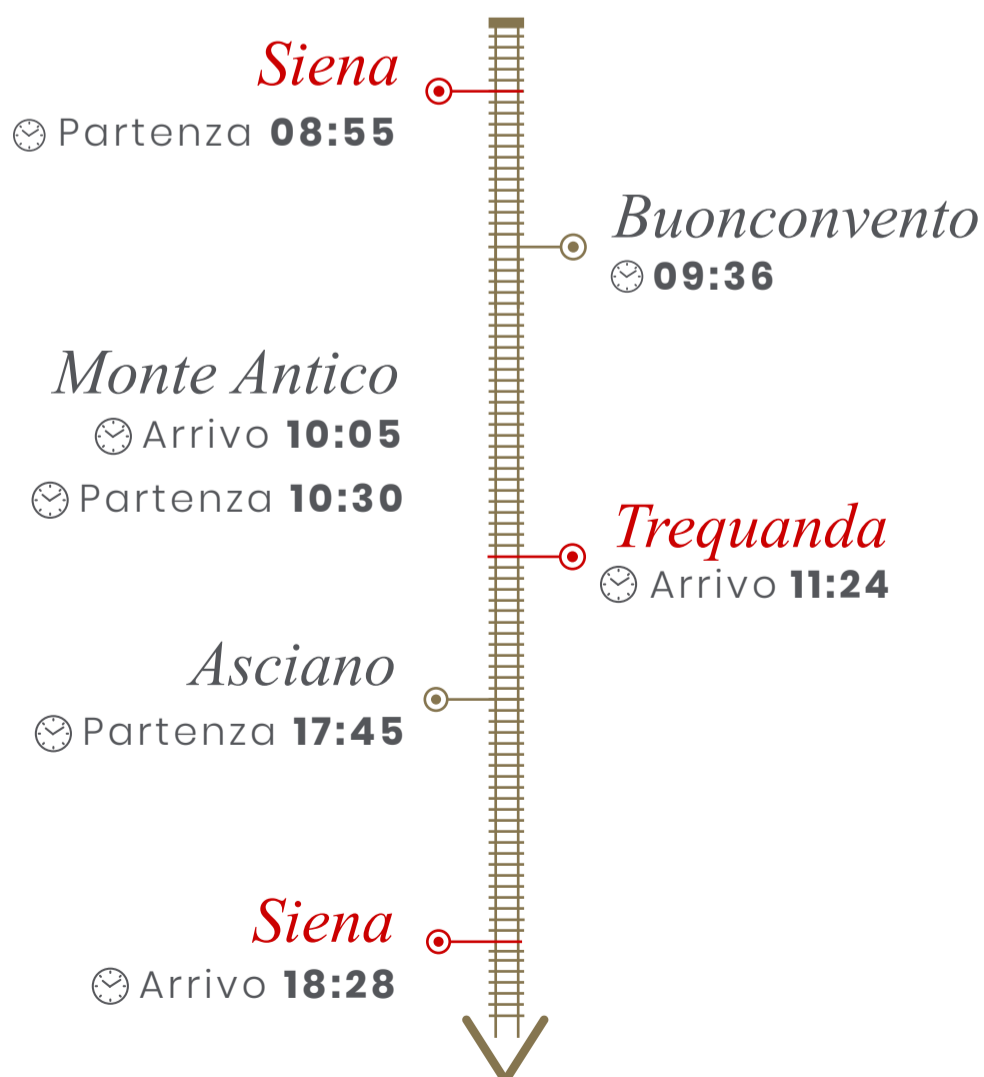 Siena
Partenza 08:55
Buonconvento
09:36
Monte Antico
Arrivo 10:05
Partenza 10:30
Trequanda
Arrivo 11:24
Asciano
Partenza 17:45
Siena
Arrivo 18:28